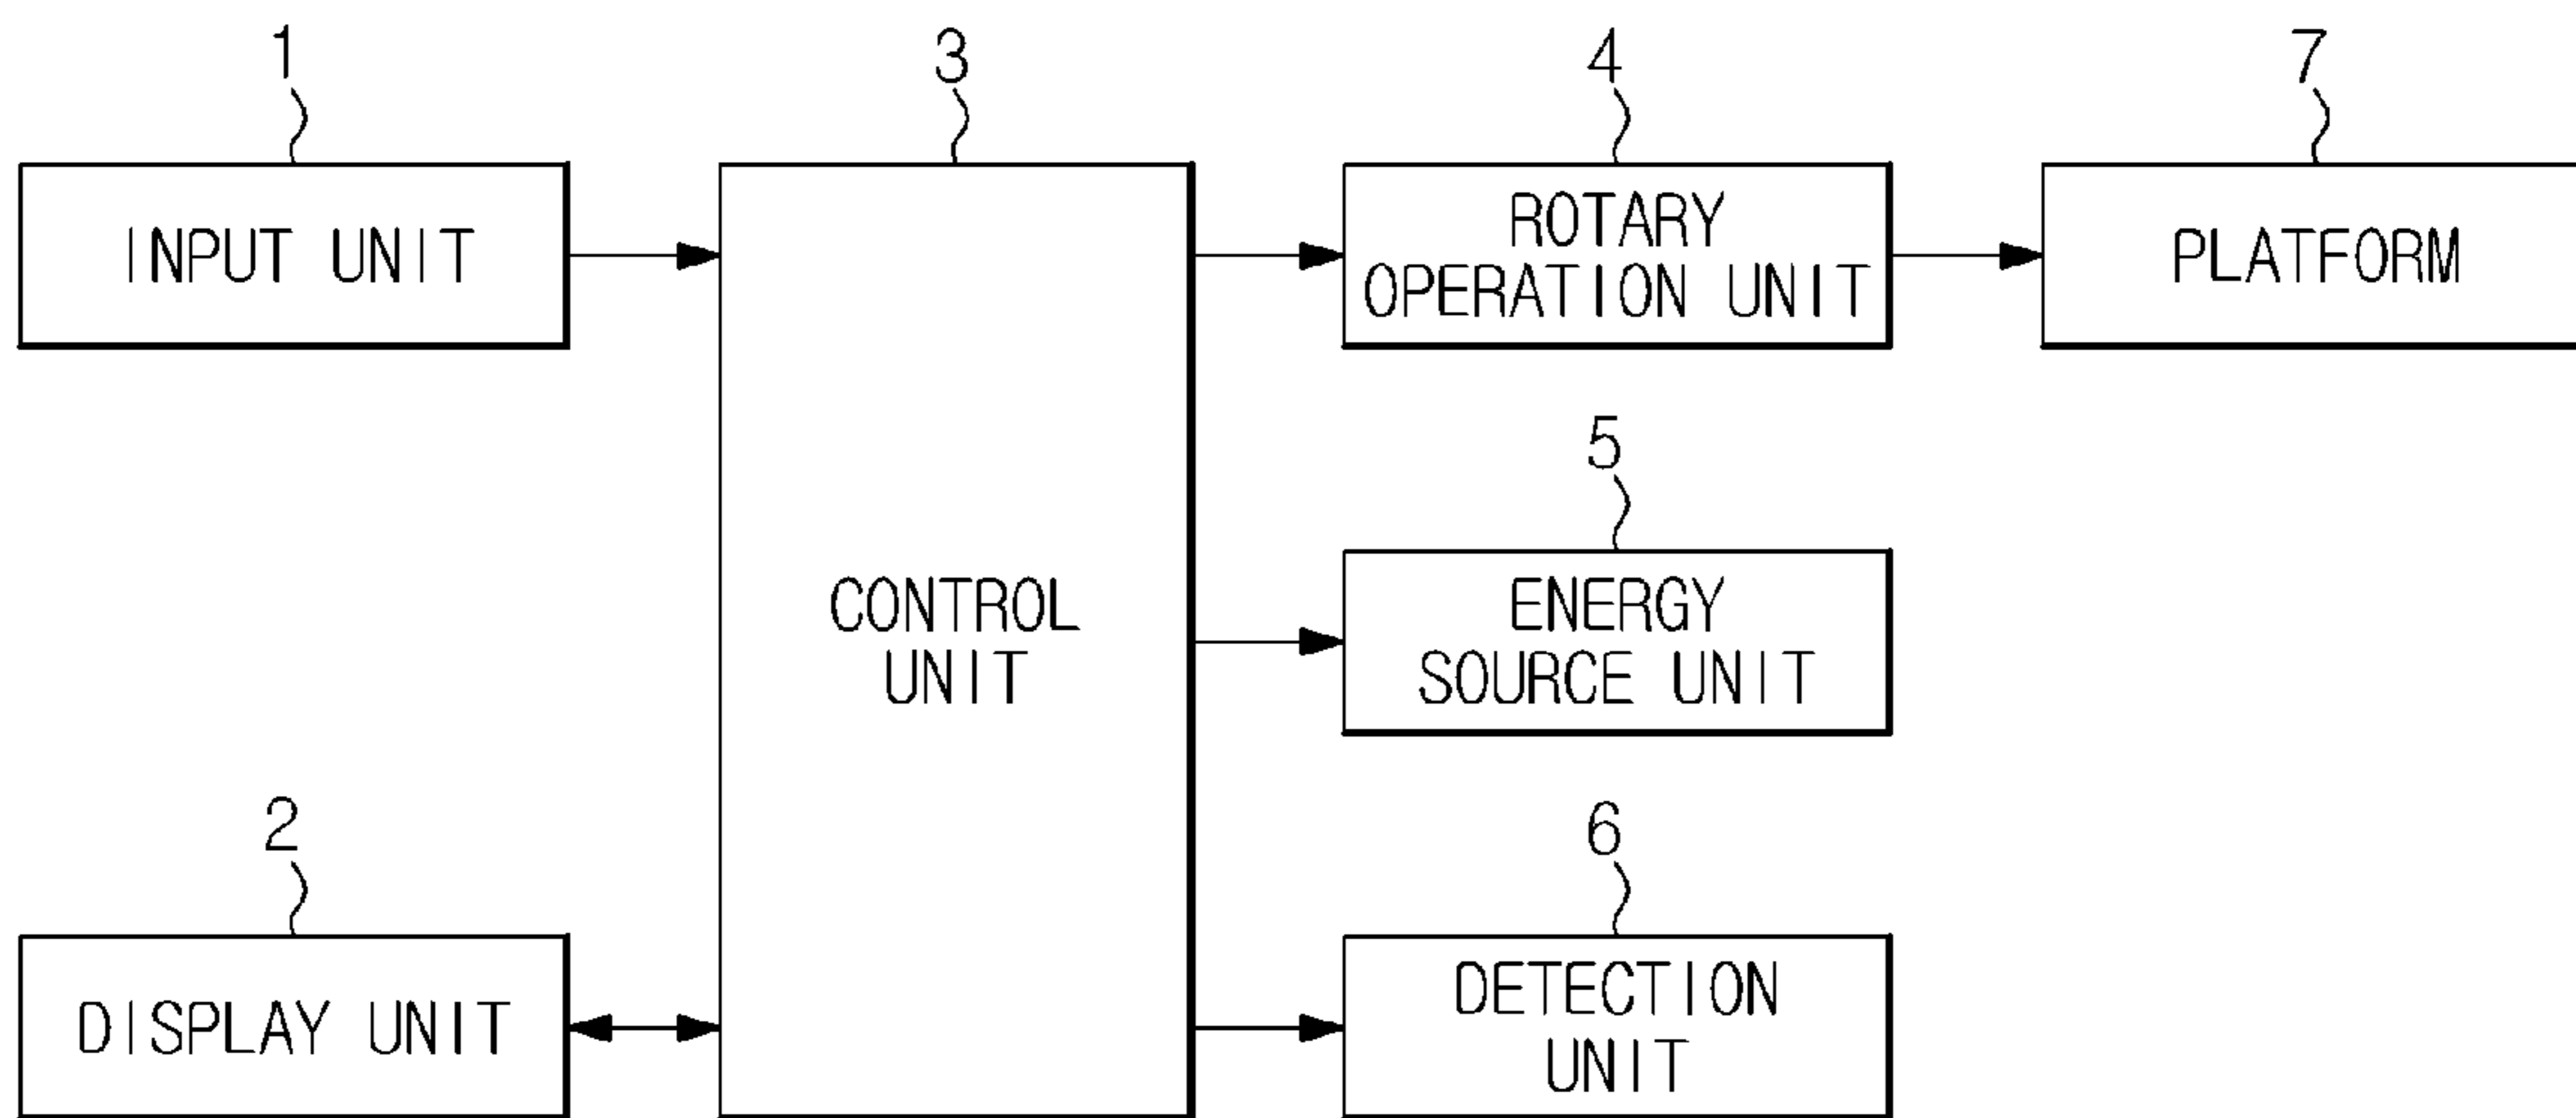 1
3
4
7
INPUT UNIT
ROTARY
OPERATION UNIT
PLATFORM
5
CONTROL
UNIT
ENERGY
SOURCE UNIT
2
6
DISPLAY UNIT
DETECTION
UNIT